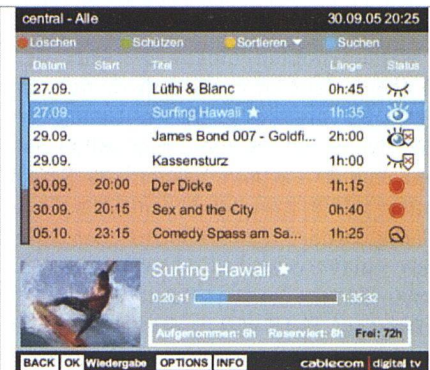 central - Alle 30.09.05 20:25
Löschen Schützen Sortieren Suchen
Datum Start Titel Länge Status
27.09. Lüthi & Blanc 0h:45
27.09. Surfing Hawaii ★ 1h:35
29.09. James Bond 007 - Goldfi... 2h:00
29.09. Kassensturz 1h:00
30.09. 20:00 Der Dicke 1h:15
30.09. 20:15 Sex and the City 0h:40
05.10. 23:15 Comedy Spass am Sa... 1h:25
Surfing Hawaii ★
0:20:41 1:35:32
Aufgenommen: 6h Reserviert: 8h Frei: 72h
BACK OK Wiedergabe OPTIONS INFO cablecom digital tv